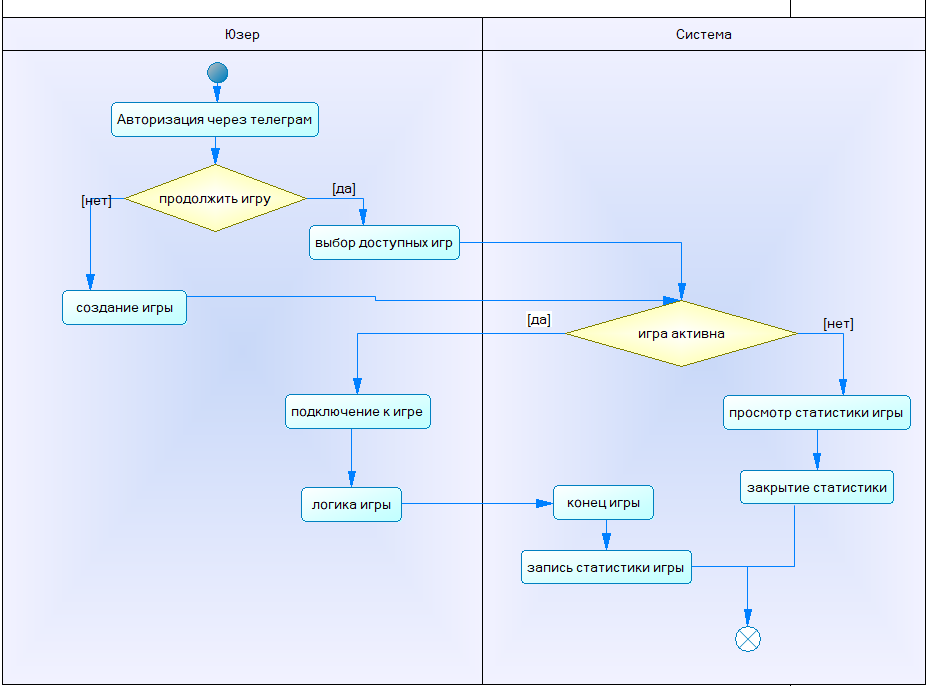 Юзер
Система
Авторизация через телеграм
продолжить игру
[нет]
[да]
выбор доступных игр
создание игры
[да]
игра активна
[нет]
подключение к игре
просмотр статистики игры
закрытие статистики
логика игры
конец игры
запись статистики игры